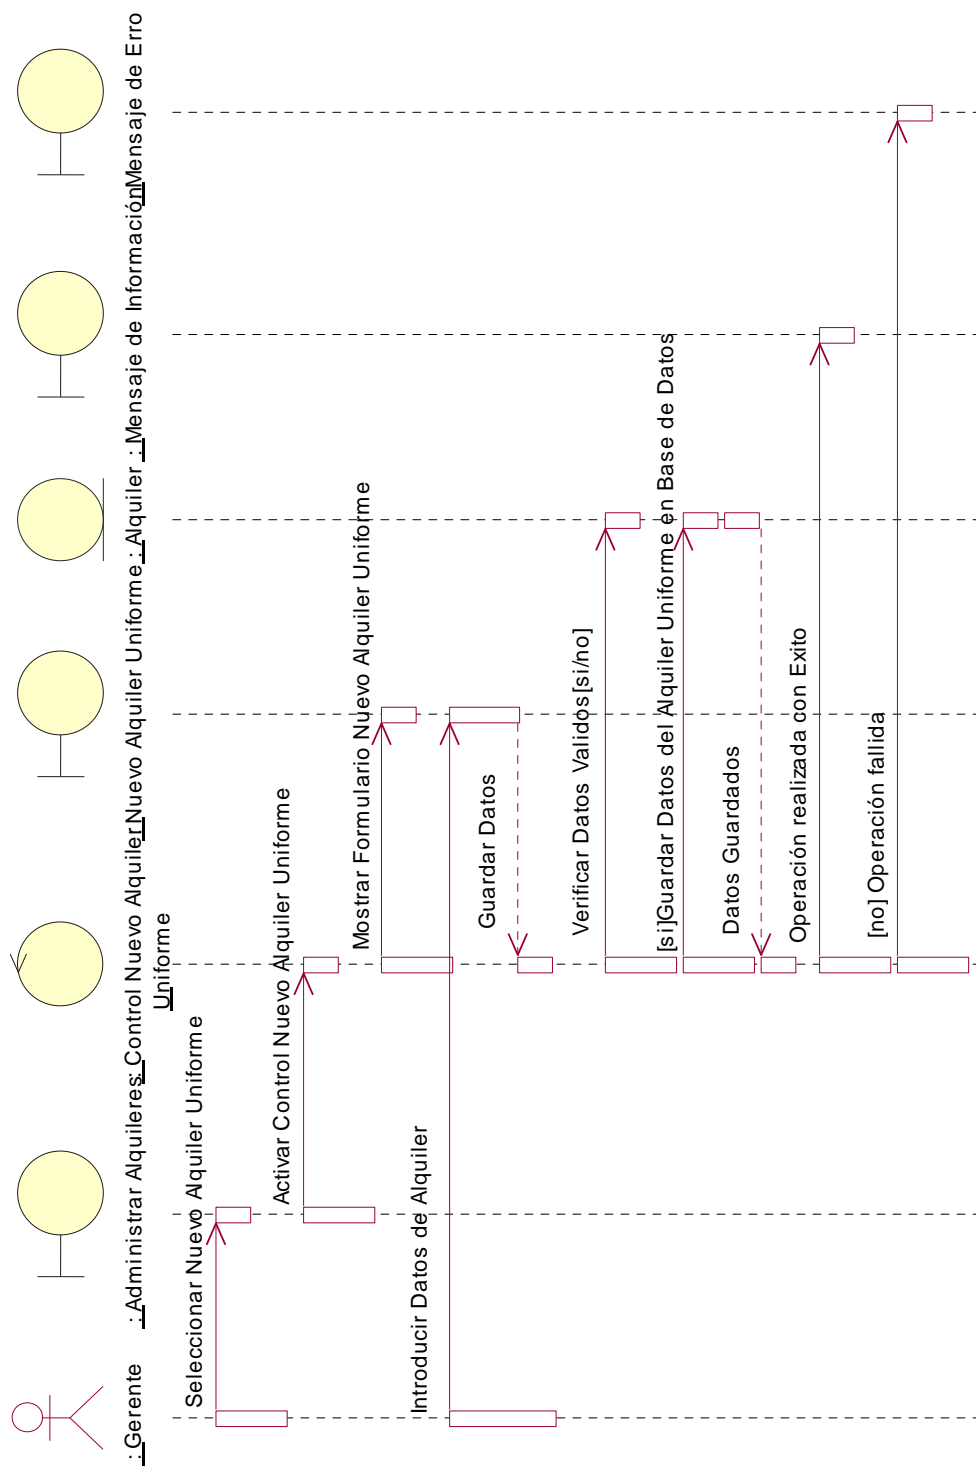 : Gerente
: Administrar Alquileres
: Control Nuevo Alquiler
Uniforme
Nuevo Alquiler Uniforme
: Alquiler
: Mensaje de Información
Mensaje de Erro
Seleccionar Nuevo Alquiler Uniforme
Activar Control Nuevo Alquiler Uniforme
Mostrar Formulario Nuevo Alquiler Uniforme
Introducir Datos de Alquiler
Guardar Datos
Verificar Datos Validos[si/no]
[si]Guardar Datos del Alquiler Uniforme en Base de Datos
Datos Guardados
Operación realizada con Exito
[no] Operación fallida